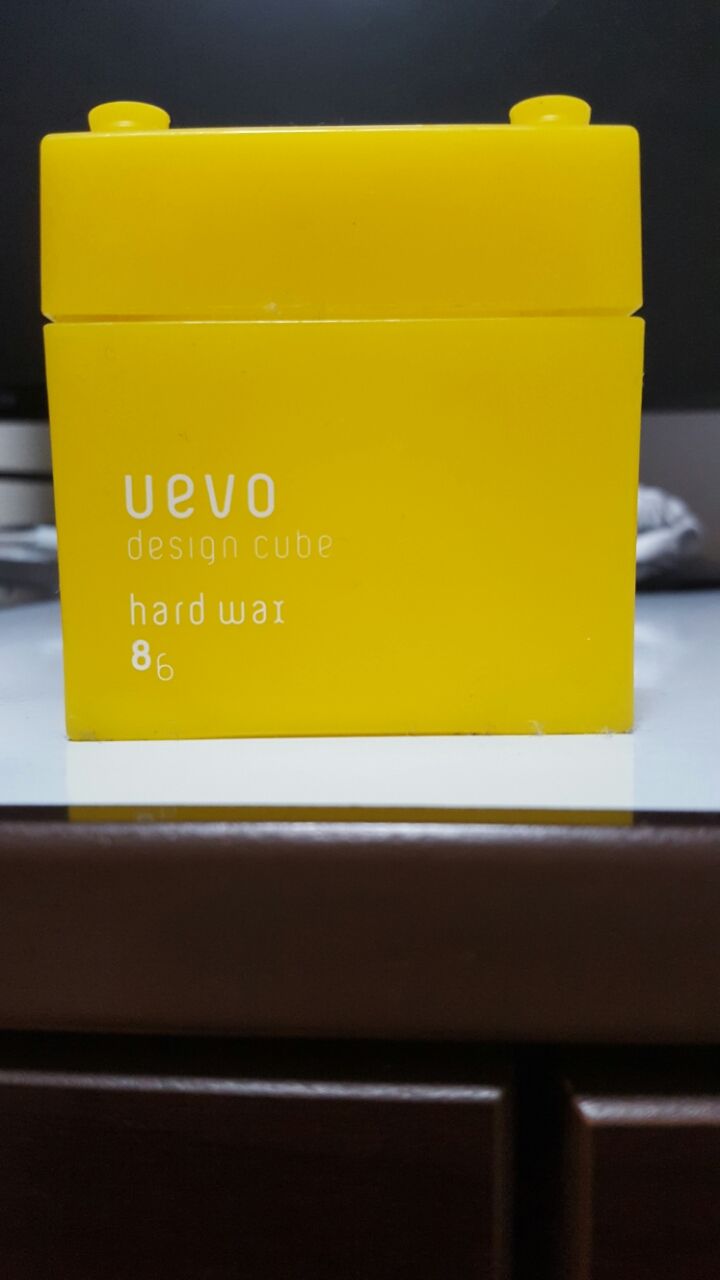 uevo
design cube
hard wax
86